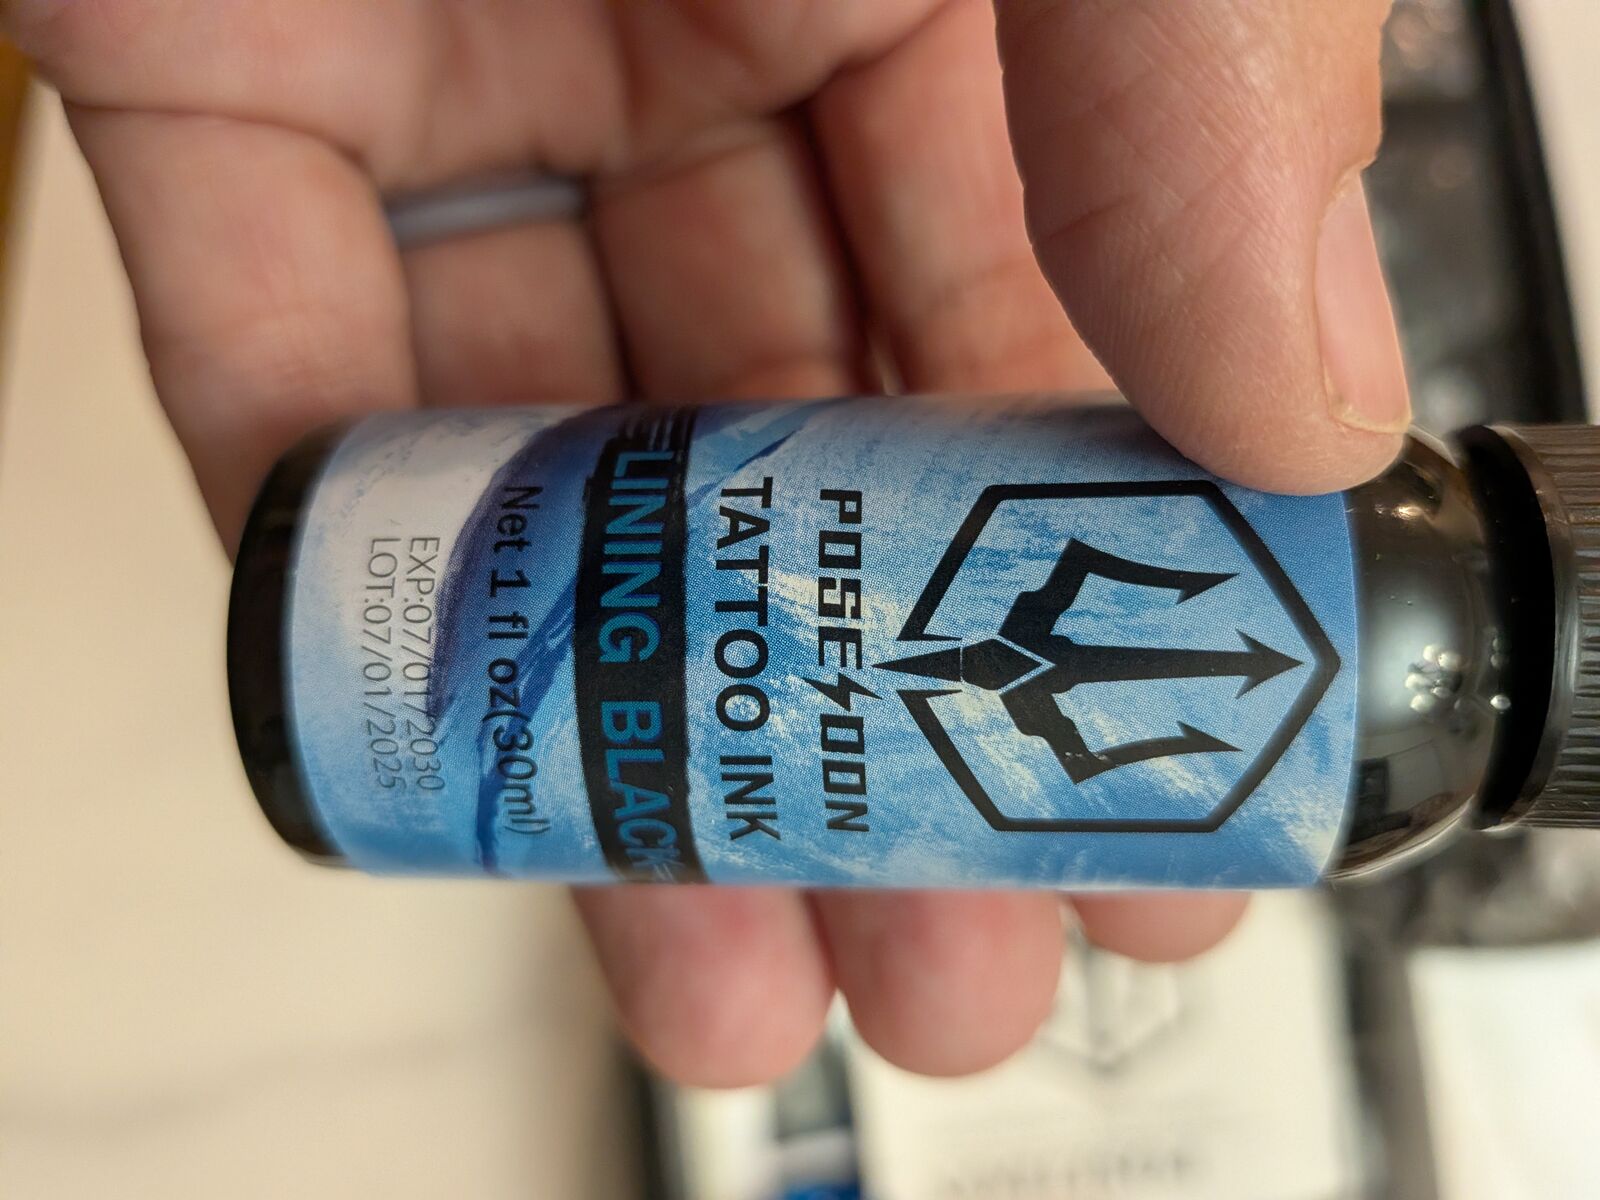 POSEIDON
TATTOO INK
LINING BLACK
Net 1 fl oz(30ml)
EXP:07/01/2030
LOT:07/01/2025